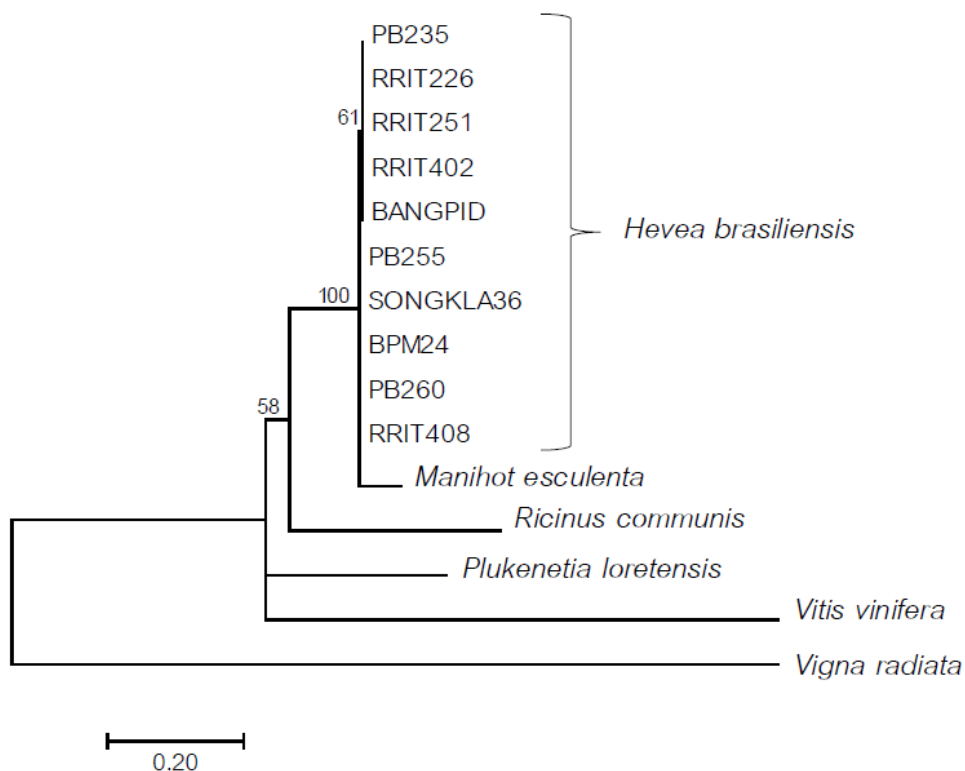 PB235
RRIT226
61
RRIT251
RRIT402
BANGPID
Hevea brasiliensis
PB255
100
SONGKLA36
BPM24
PB260
58
RRIT408
Manihot esculenta
Ricinus communis
Plukenetia loretensis
Vitis vinifera
Vigna radiata
0.20